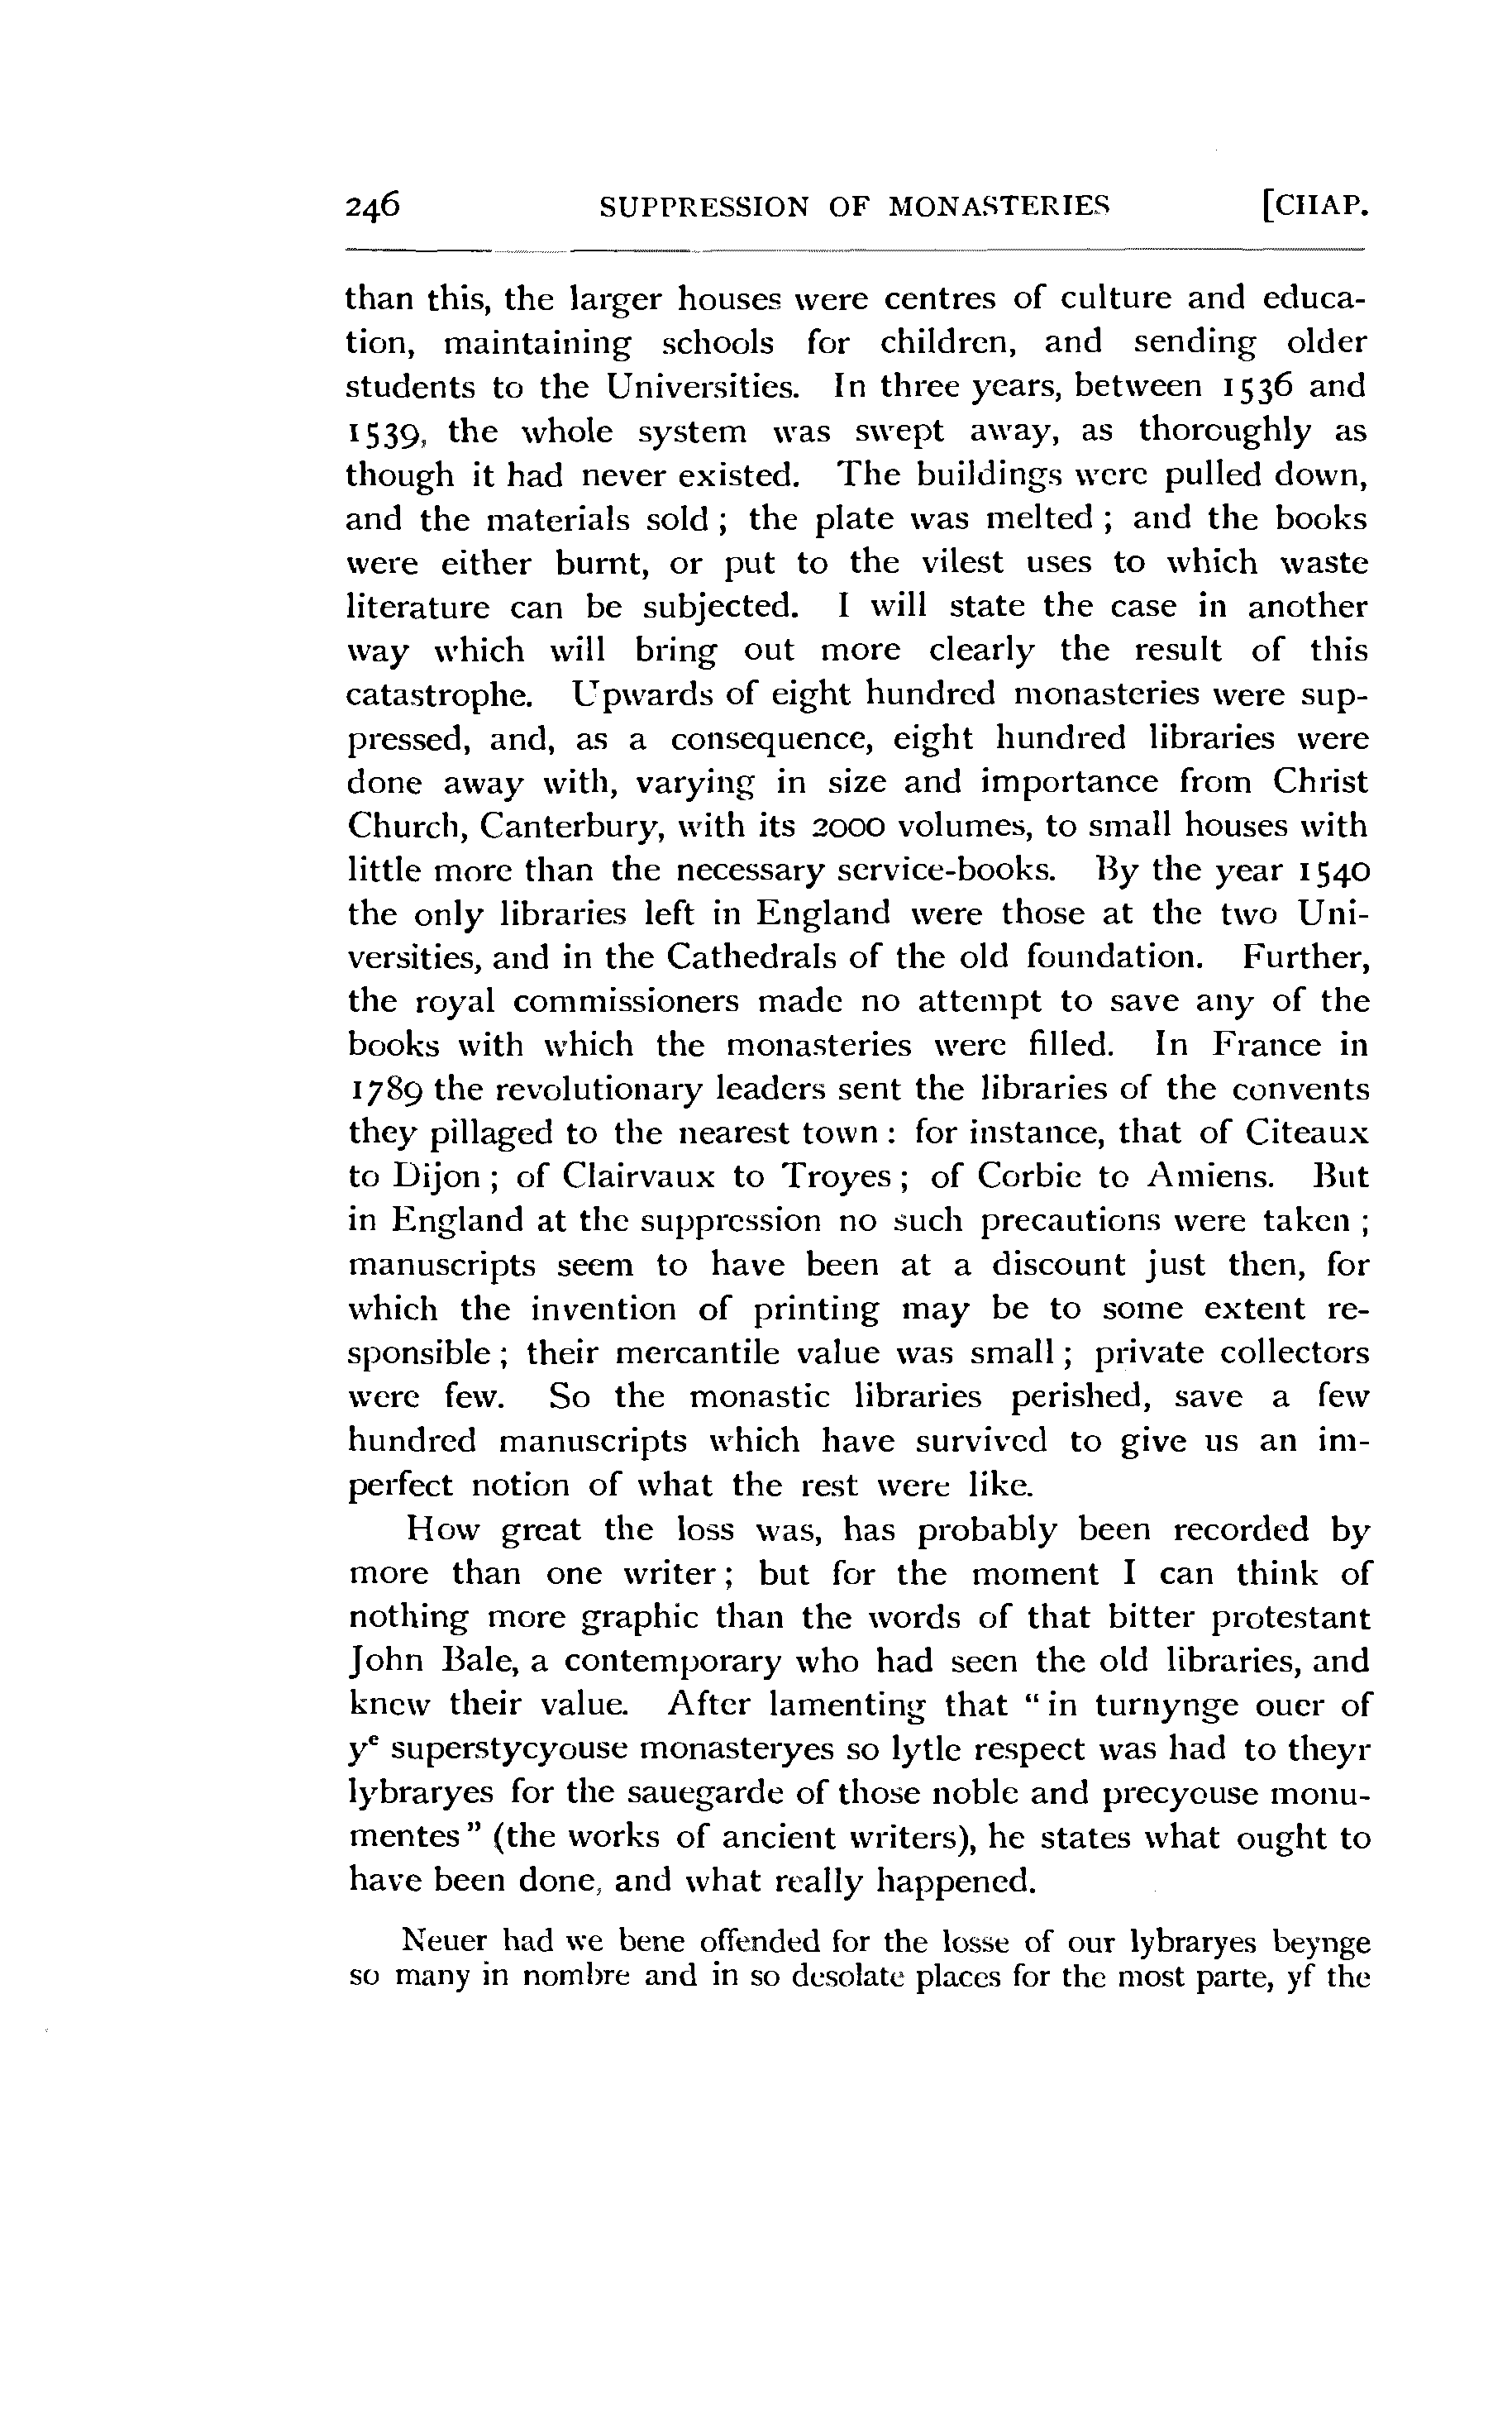 246 SUPPRESSION OF MONASTERIES [CHAP.
than this, the larger houses were centres of culture and educa-
tion, maintaining schools for children, and sending older
students to the Universities. In three years, between 1536 and
1539, the whole system was swept away, as thoroughly as
though it had never existed. The buildings were pulled down,
and the materials sold ; the plate was melted ; and the books
were either burnt, or put to the vilest uses to which waste
literature can be subjected. I will state the case in another
way which will bring out more clearly the result of this
catastrophe. Upwards of eight hundred monasteries were sup-
pressed, and, as a consequence, eight hundred libraries were
done away with, varying in size and importance from Christ
Church, Canterbury, with its 2000 volumes, to small houses with
little more than the necessary service-books. By the year 1540
the only libraries left in England were those at the two Uni-
versities, and in the Cathedrals of the old foundation. Further,
the royal commissioners made no attempt to save any of the
books with which the monasteries were filled. In France in
1789 the revolutionary leaders sent the libraries of the convents
they pillaged to the nearest town : for instance, that of Citeaux
to Dijon ; of Clairvaux to Troyes ; of Corbie to Amiens. But
in England at the suppression no such precautions were taken ;
manuscripts seem to have been at a discount just then, for
which the invention of printing may be to some extent re-
sponsible ; their mercantile value was small ; private collectors
were few. So the monastic libraries perished, save a few
hundred manuscripts which have survived to give us an im-
perfect notion of what the rest were like.
How great the loss was, has probably been recorded by
more than one writer ; but for the moment I can think of
nothing more graphic than the words of that bitter protestant
John Bale, a contemporary who had seen the old libraries, and
knew their value. After lamenting that “ in turnynge ouer of
yᵉ superstycyouse monasteryes so lytle respect was had to theyr
lybraryes for the sauegarde of those noble and precyouse monu-
mentes ” (the works of ancient writers), he states what ought to
have been done, and what really happened.
Neuer had we bene offended for the losse of our lybraryes beynge
so many in nombre and in so desolate places for the most parte, yf the